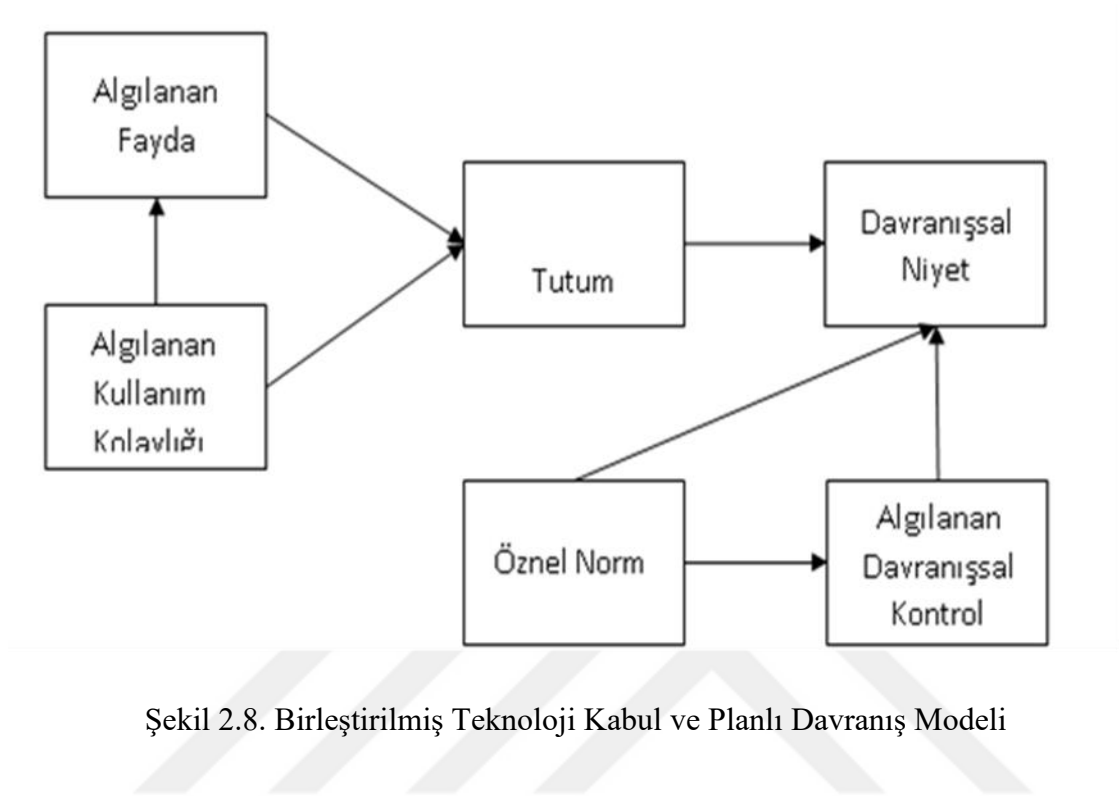 Algılanan
Fayda
Algılanan
Kullanım
Kolaylığı
Tutum
Davranışsal
Niyet
Öznel Norm
Algılanan
Davranışsal
Kontrol
Şekil 2.8. Birleştirilmiş Teknoloji Kabul ve Planlı Davranış Modeli